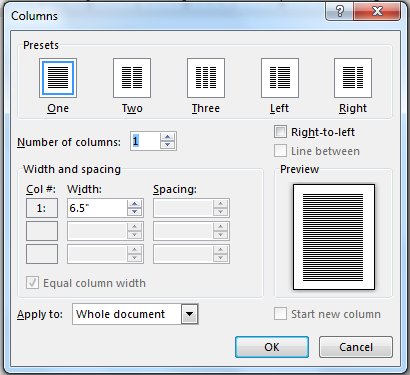 Columns
Presets
One Two Three Left Right
Number of columns: 1
Right-to-left
Line between
Width and spacing
Preview
Col #: Width: Spacing:
1: 6.5"
Equal column width
Apply to: Whole document
Start new column
OK Cancel